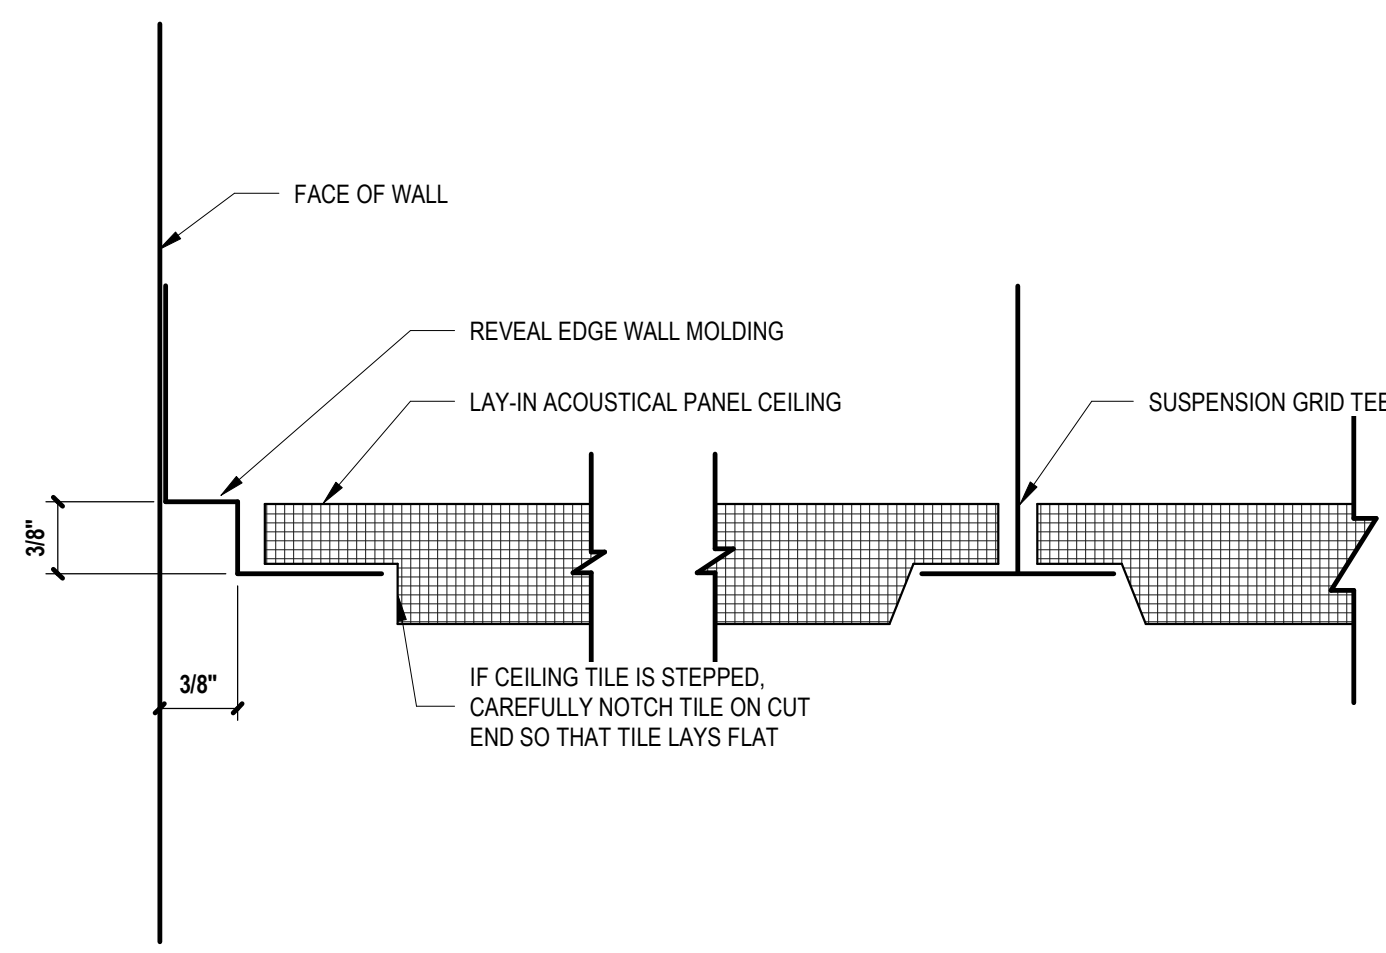 FACE OF WALL
REVEAL EDGE WALL MOLDING
LAY-IN ACOUSTICAL PANEL CEILING
SUSPENSION GRID TEE
3/8"
3/8"
IF CEILING TILE IS STEPPED,
CAREFULLY NOTCH TILE ON CUT
END SO THAT TILE LAYS FLAT